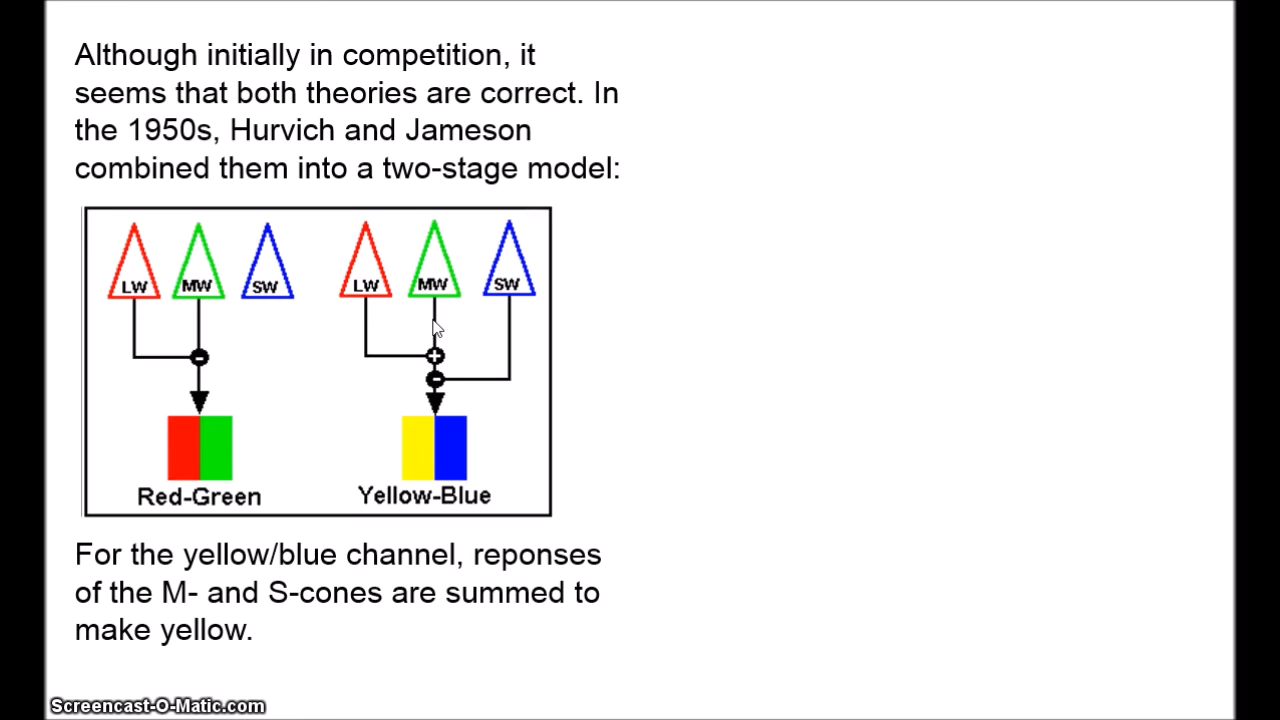 Although initially in competition, it
seems that both theories are correct. In
the 1950s, Hurvich and Jameson
combined them into a two-stage model:
LW MW SW LW MW SW
Red-Green Yellow-Blue
For the yellow/blue channel, reponses
of the M- and S-cones are summed to
make yellow.
Screencast-O-Matic.com